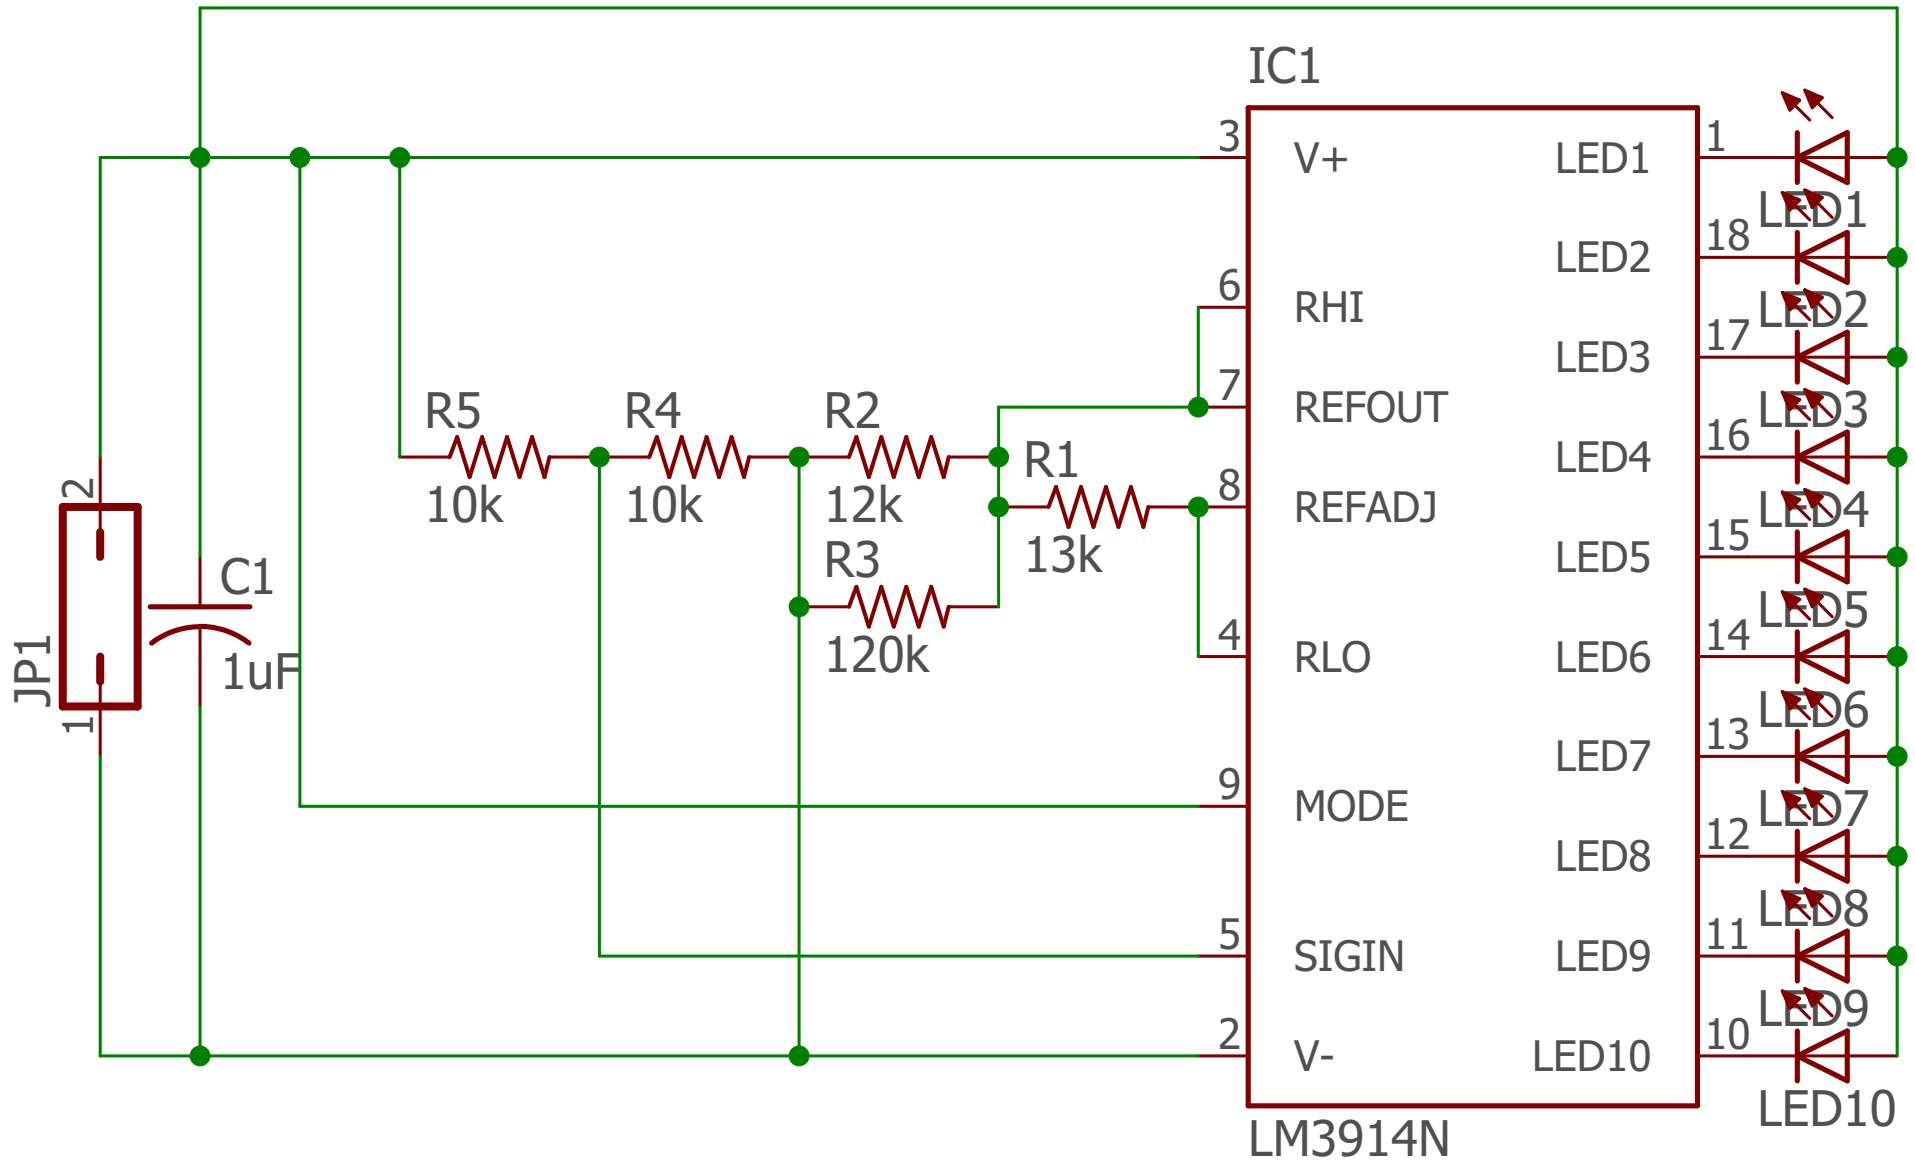 IC1
3
V+
LED1
1
LED1
18
LED2
6
RHI
LED2
17
LED3
7
REFOUT
LED3
16
LED4
R5
R4
R2
R1
8
REFADJ
LED4
15
LED5
10k
10k
12k
13k
R3
LED5
14
LED6
120k
4
RLO
2
JP1
1
C1
1uF
LED6
13
LED7
9
MODE
LED7
12
LED8
5
SIGIN
LED8
11
LED9
2
V-
LED9
10
LED10
LED10
LM3914N